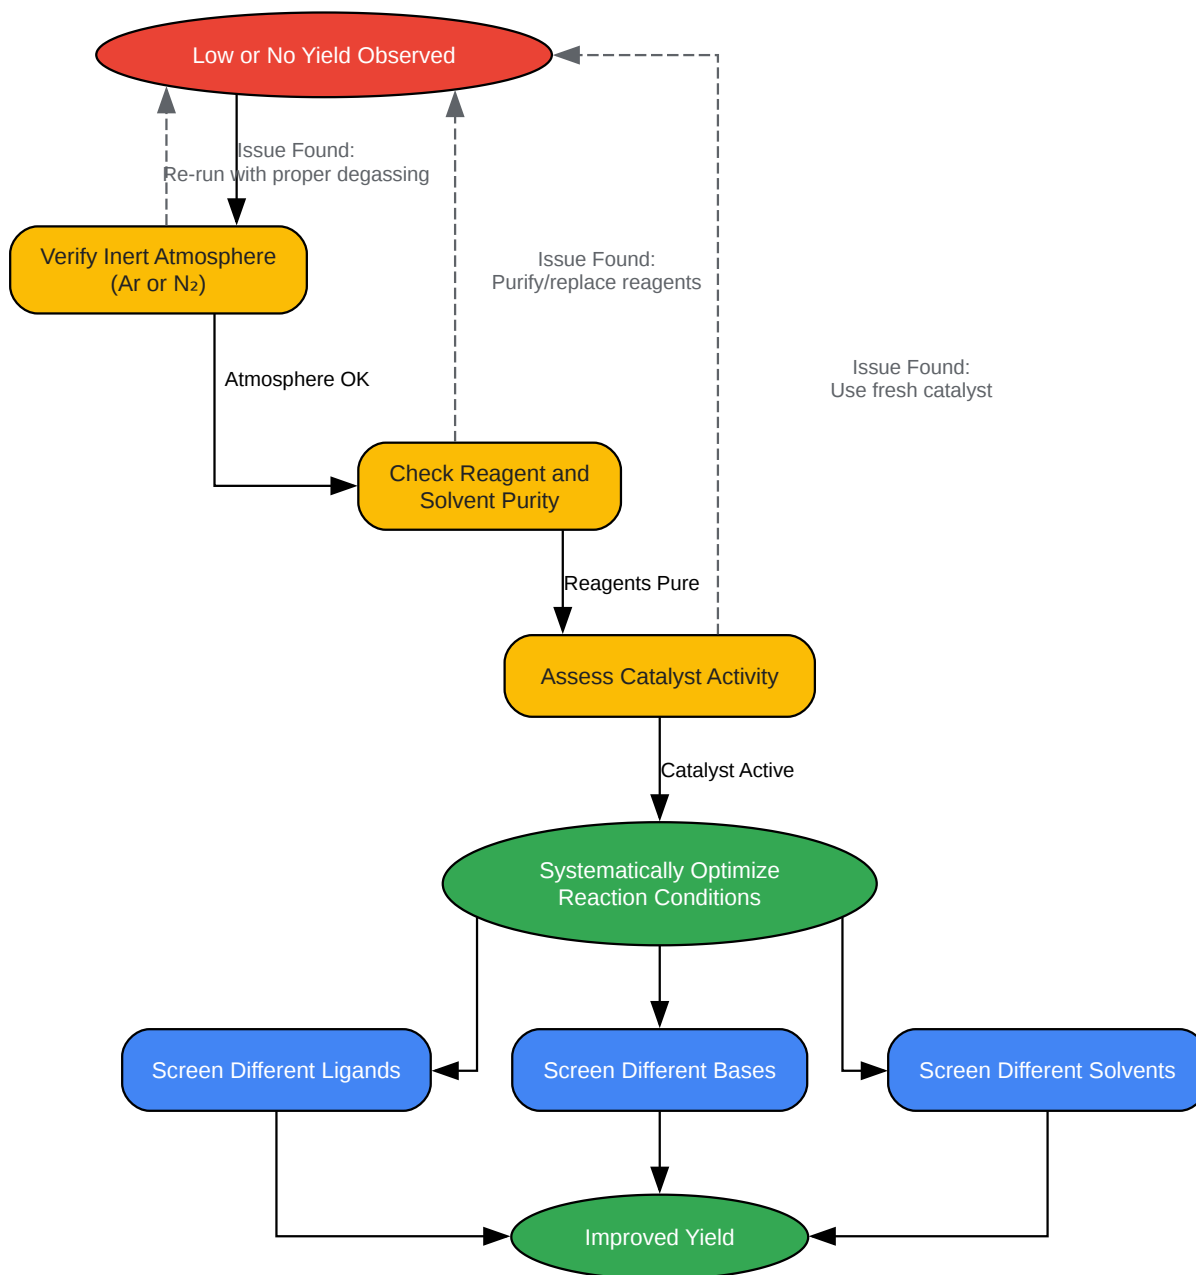 Low or No Yield Observed
Issue Found:
Re-run with proper degassing
Verify Inert Atmosphere
(Ar or N₂)
Issue Found:
Purify/replace reagents
Atmosphere OK
Issue Found:
Use fresh catalyst
Check Reagent and
Solvent Purity
Reagents Pure
Assess Catalyst Activity
Catalyst Active
Systematically Optimize
Reaction Conditions
Screen Different Ligands
Screen Different Bases
Screen Different Solvents
Improved Yield